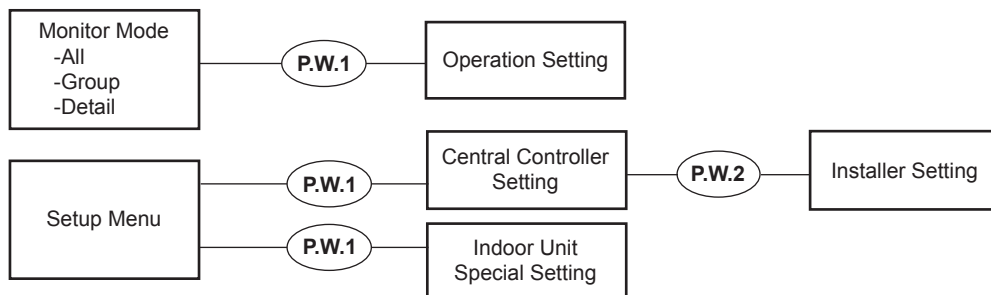 Monitor Mode
-All
-Group
-Detail
P.W.1
Operation Setting
Setup Menu
P.W.1
Central Controller
Setting
P.W.2
Installer Setting
P.W.1
Indoor Unit
Special Setting